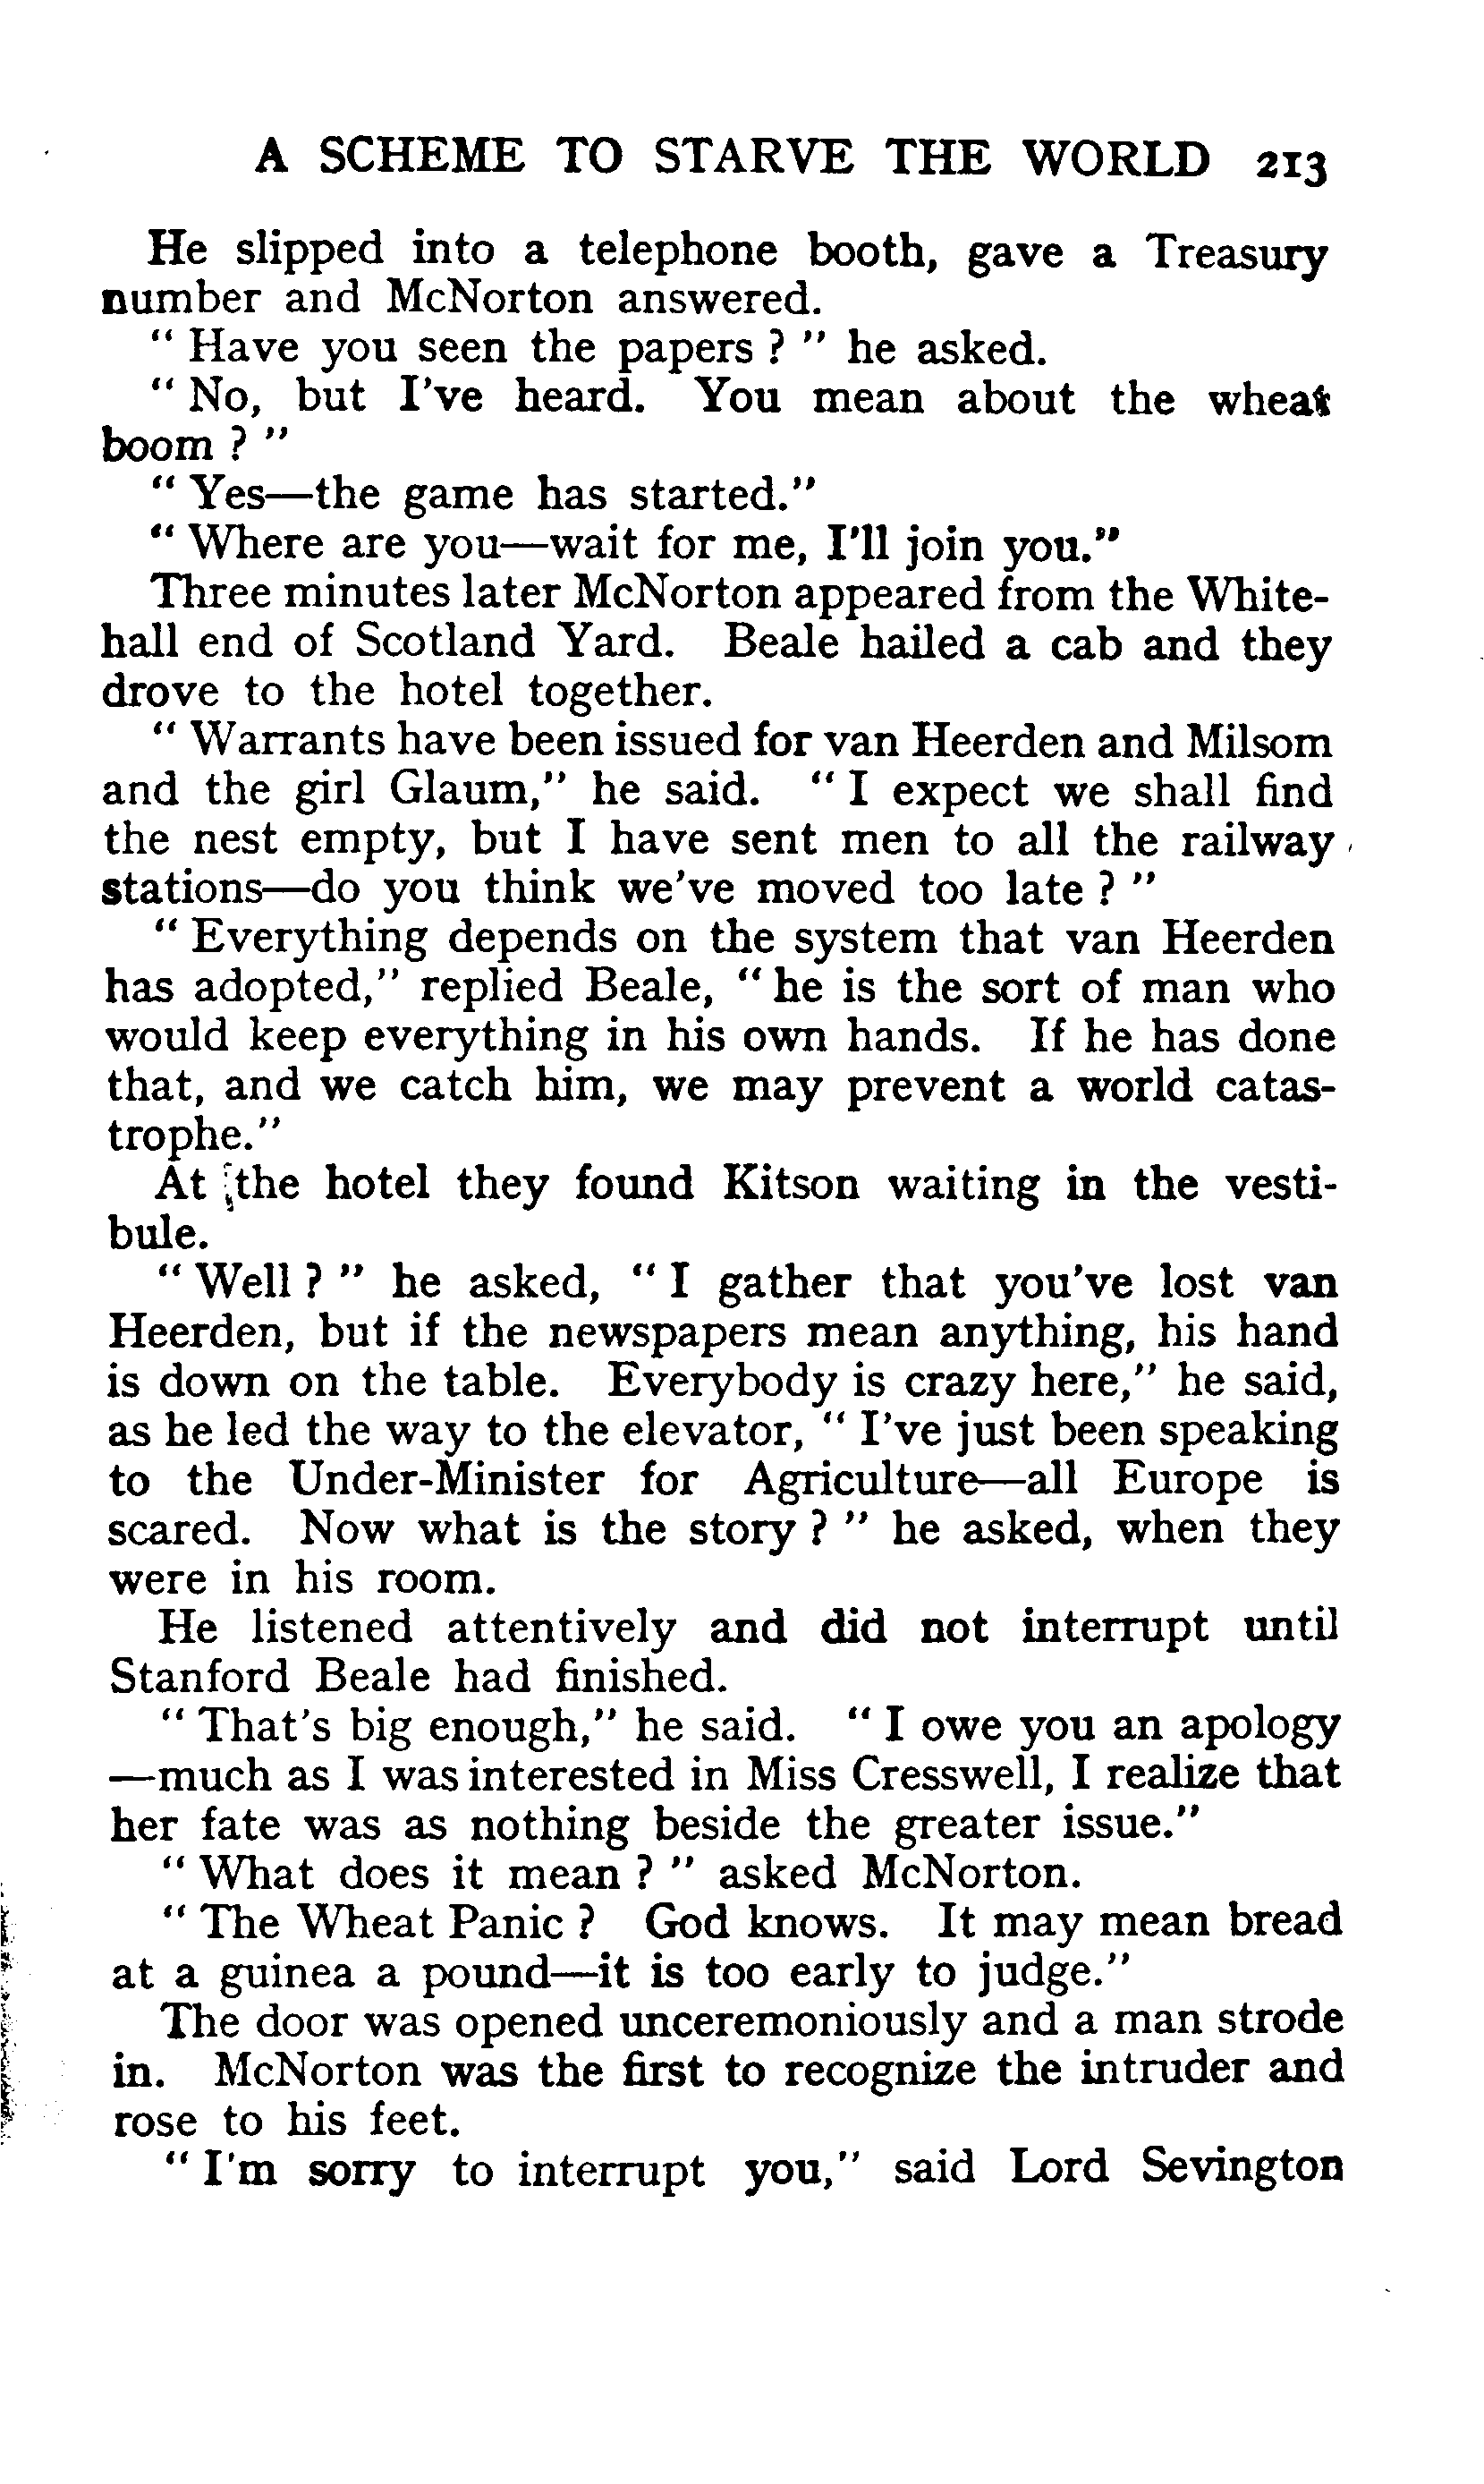 A SCHEME TO STARVE THE WORLD 213
He slipped into a telephone booth, gave a Treasury
number and McNorton answered.
" Have you seen the papers ? " he asked.
" No, but I've heard. You mean about the wheat
boom ? "
" Yes—the game has started."
" Where are you—wait for me, I'll join you."
Three minutes later McNorton appeared from the White-
hall end of Scotland Yard. Beale hailed a cab and they
drove to the hotel together.
" Warrants have been issued for van Heerden and Milsom
and the girl Glaum," he said. " I expect we shall find
the nest empty, but I have sent men to all the railway
stations—do you think we've moved too late ? "
" Everything depends on the system that van Heerden
has adopted," replied Beale, " he is the sort of man who
would keep everything in his own hands. If he has done
that, and we catch him, we may prevent a world catas-
trophe."
At the hotel they found Kitson waiting in the vesti-
bule.
" Well ? " he asked, " I gather that you've lost van
Heerden, but if the newspapers mean anything, his hand
is down on the table. Everybody is crazy here," he said,
as he led the way to the elevator, " I've just been speaking
to the Under-Minister for Agriculture—all Europe is
scared. Now what is the story ? " he asked, when they
were in his room.
He listened attentively and did not interrupt until
Stanford Beale had finished.
" That's big enough," he said. " I owe you an apology
—much as I was interested in Miss Cresswell, I realize that
her fate was as nothing beside the greater issue."
" What does it mean ? " asked McNorton.
" The Wheat Panic ? God knows. It may mean bread
at a guinea a pound—it is too early to judge."
The door was opened unceremoniously and a man strode
in. McNorton was the first to recognize the intruder and
rose to his feet.
" I'm sorry to interrupt you," said Lord Sevington